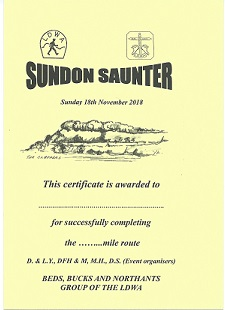 LDWA
SUNDON SAUNTER
Sunday 18th November 2018
This certificate is awarded to
................................................
for successfully completing
the .........mile route
D. & L.Y., DFH & M, M.H., D.S. (Event organisers)
BEDS, BUCKS AND NORTHANTS
GROUP OF THE LDWA